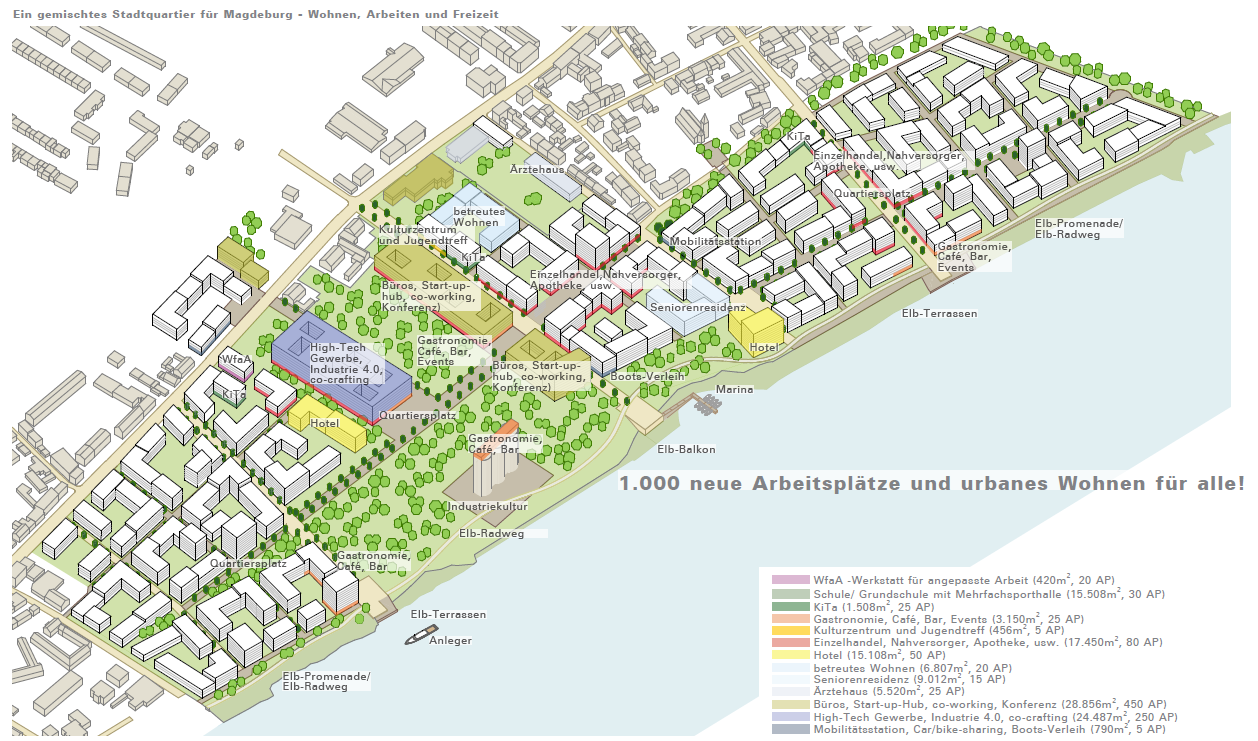 Ein gemischtes Stadtquartier für Magdeburg - Wohnen, Arbeiten und Freizeit
KiTa
Einzelhandel,Nahversorger,
Apotheke, usw.
Ärztehaus
Quartiersplatz
betreutes
Wohnen
Elb-Promenade/
Elb-Radweg
Kulturzentrum
und Jugendtreff
Mobilitätsstation
Gastronomie,
Café, Bar,
Events
KiTa
Einzelhandel,Nahversorger,
Apotheke, usw.
Büros, Start-up-
hub, co-working,
Konferenz)
Seniorenresidenz
Elb-Terrassen
High-Tech
Gewerbe,
Industrie 4.0,
co-crafting
Gastronomie,
Café, Bar,
Events
Hotel
WfaA
Büros, Start-up-
hub, co-working,
Konferenz)
Boots-Verleih
Marina
KiTa
Quartiersplatz
Hotel
Gastronomie,
Café, Bar
Elb-Balkon
1.000 neue Arbeitsplätze und urbanes Wohnen für alle!
Industriekultur
Elb-Radweg
Quartiersplatz
Gastronomie,
Café, Bar
Elb-Terrassen
Anleger
Elb-Promenade/
Elb-Radweg
WfaA -Werkstatt für angepasste Arbeit (420m², 20 AP)
Schule/ Grundschule mit Mehrfachsporthalle (15.508m², 30 AP)
KiTa (1.508m², 25 AP)
Gastronomie, Café, Bar, Events (3.150m², 25 AP)
Kulturzentrum und Jugendtreff (456m², 5 AP)
Einzelhandel, Nahversorger, Apotheke, usw. (17.450m², 80 AP)
Hotel (15.108m², 50 AP)
betreutes Wohnen (6.807m², 20 AP)
Seniorenresidenz (9.012m², 15 AP)
Ärztehaus (5.520m², 25 AP)
Büros, Start-up-Hub, co-working, Konferenz (28.856m², 450 AP)
High-Tech Gewerbe, Industrie 4.0, co-crafting (24.487m², 250 AP)
Mobilitätsstation, Car/bike-sharing, Boots-Verleih (790m², 5 AP)